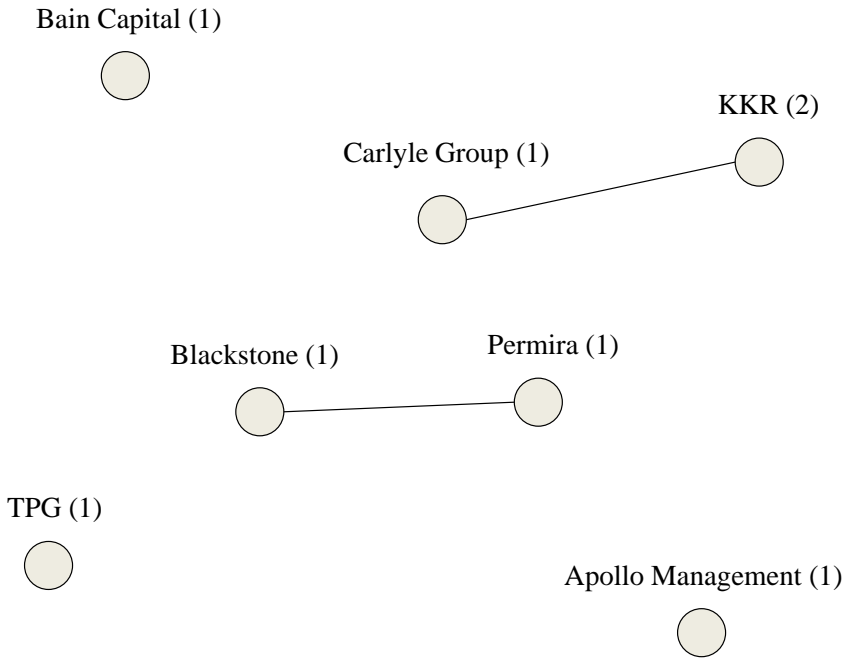 Bain Capital (1)
KKR (2)
Carlyle Group (1)
Permira (1)
Blackstone (1)
TPG (1)
Apollo Management (1)